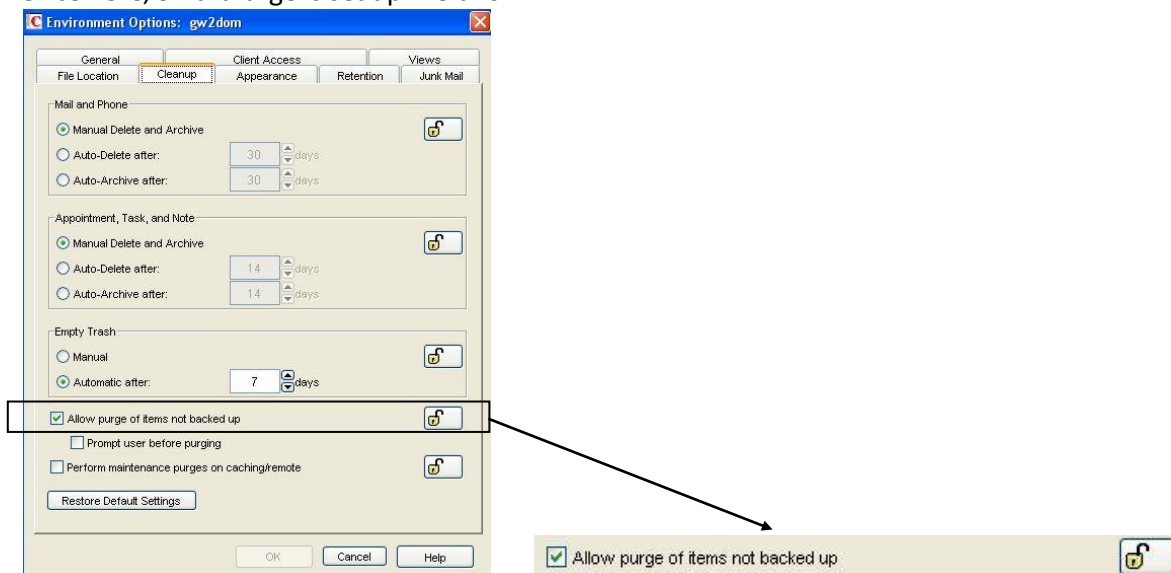 Environment Options: gw2dom
General Client Access Views
File Location Cleanup Appearance Retention Junk Mail
Mail and Phone
Manual Delete and Archive
Auto-Delete after: 30 days
Auto-Archive after: 30 days
Appointment, Task, and Note
Manual Delete and Archive
Auto-Delete after: 14 days
Auto-Archive after: 14 days
Empty Trash
Manual
Automatic after: 7 days
Allow purge of items not backed up
Prompt user before purging
Perform maintenance purges on caching/remote
Restore Default Settings
OK Cancel Help
Allow purge of items not backed up